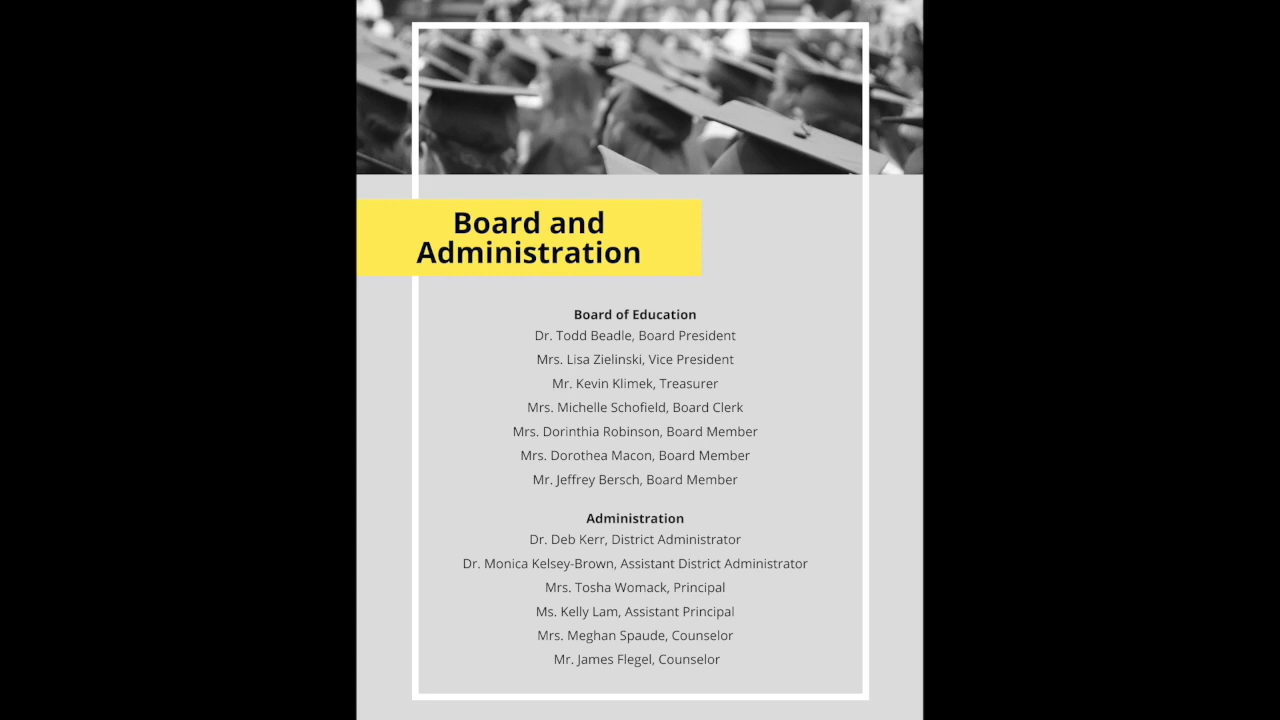 Board and
Administration
Board of Education
Dr. Todd Beadle, Board President
Mrs. Lisa Zielinski, Vice President
Mr. Kevin Klimek, Treasurer
Mrs. Michelle Schofield, Board Clerk
Mrs. Dorinthia Robinson, Board Member
Mrs. Dorothea Macon, Board Member
Mr. Jeffrey Bersch, Board Member
Administration
Dr. Deb Kerr, District Administrator
Dr. Monica Kelsey-Brown, Assistant District Administrator
Mrs. Tosha Womack, Principal
Ms. Kelly Lam, Assistant Principal
Mrs. Meghan Spaude, Counselor
Mr. James Flegel, Counselor